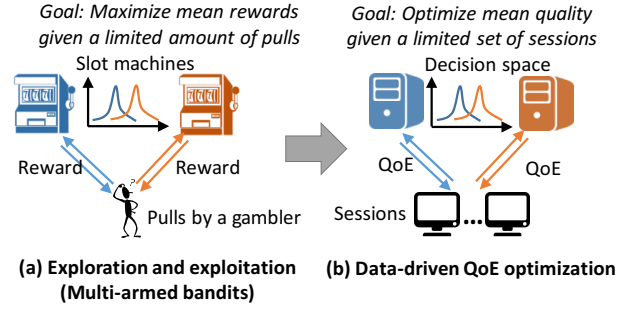 Goal: Maximize mean rewards
given a limited amount of pulls
Slot machines
Reward
Reward
?
Pulls by a gambler
(a) Exploration and exploitation
(Multi-armed bandits)
Goal: Optimize mean quality
given a limited set of sessions
Decision space
QoE
QoE
Sessions
...
(b) Data-driven QoE optimization